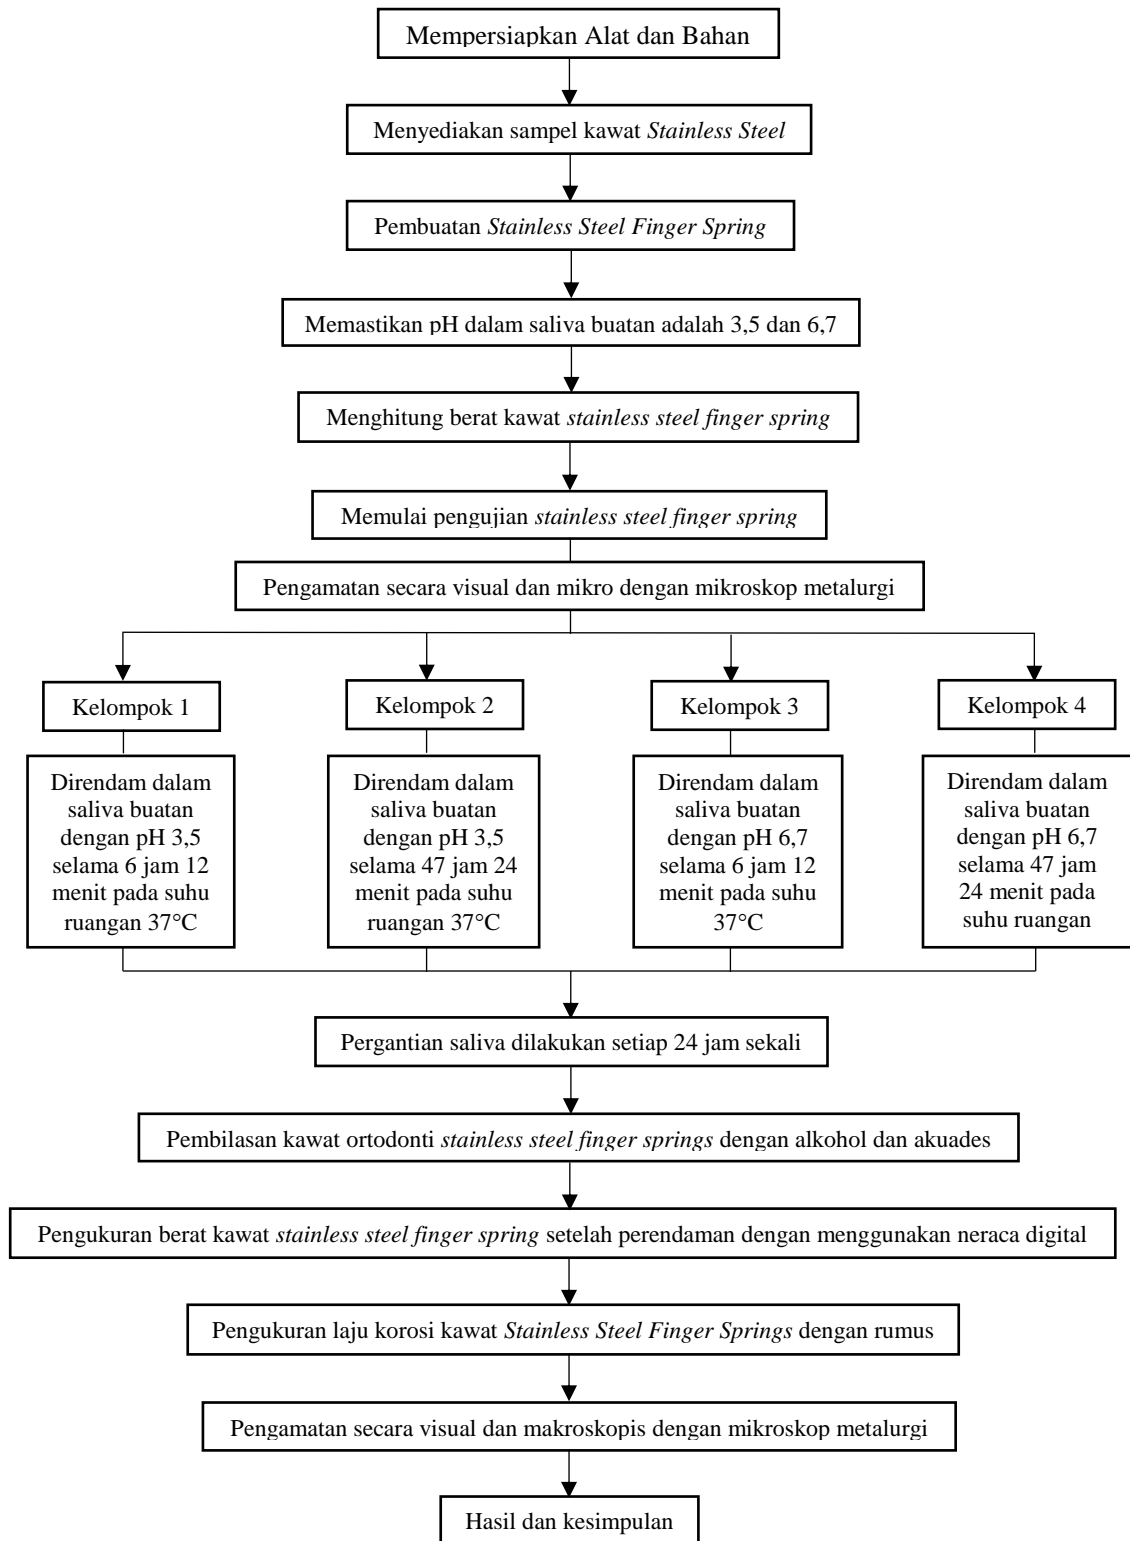 Mempersiapkan Alat dan Bahan
Menyediakan sampel kawat Stainless Steel
Pembuatan Stainless Steel Finger Spring
Memastikan pH dalam saliva buatan adalah 3,5 dan 6,7
Menghitung berat kawat stainless steel finger spring
Memulai pengujian stainless steel finger spring
Pengamatan secara visual dan mikro dengan mikroskop metalurgi
Kelompok 1
Kelompok 2
Kelompok 3
Kelompok 4
Direndam dalam
saliva buatan
dengan pH 3,5
selama 6 jam 12
menit pada suhu
ruangan 37°C
Direndam dalam
saliva buatan
dengan pH 3,5
selama 47 jam 24
menit pada suhu
ruangan 37°C
Direndam dalam
saliva buatan
dengan pH 6,7
selama 6 jam 12
menit pada suhu
37°C
Direndam dalam
saliva buatan
dengan pH 6,7
selama 47 jam
24 menit pada
suhu ruangan
Pergantian saliva dilakukan setiap 24 jam sekali
Pembilasan kawat ortodonti stainless steel finger springs dengan alkohol dan akuades
Pengukuran berat kawat stainless steel finger spring setelah perendaman dengan menggunakan neraca digital
Pengukuran laju korosi kawat Stainless Steel Finger Springs dengan rumus
Pengamatan secara visual dan makroskopis dengan mikroskop metalurgi
Hasil dan kesimpulan